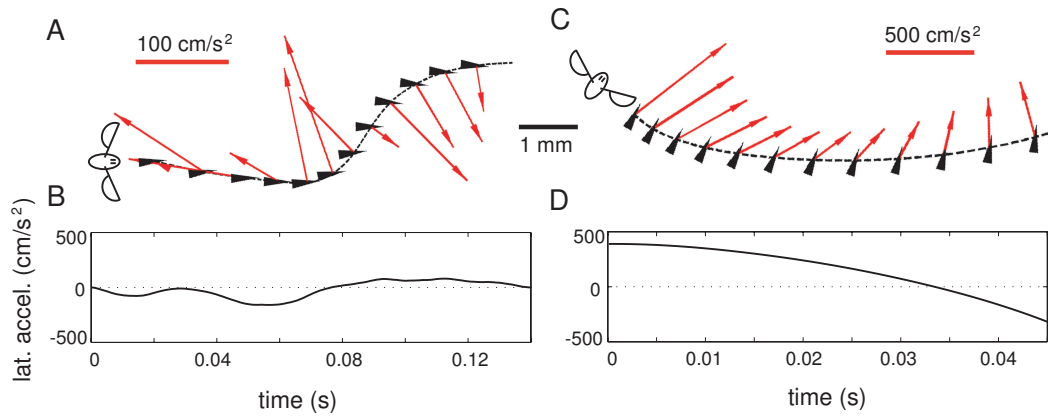 A
100 cm/s²
1 mm
C
500 cm/s²
B
lat. accel. (cm/s²)
500
0
-500
0
0.04
0.08
0.12
time (s)
D
500
0
-500
0
0.01
0.02
0.03
0.04
time (s)